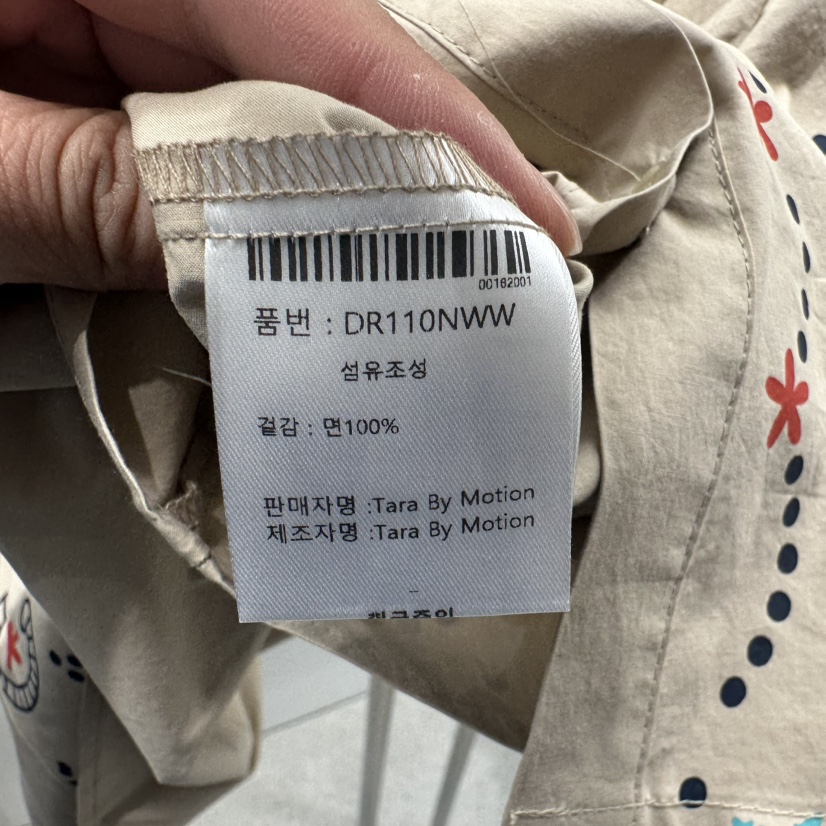 00162001
품번 : DR110NWW
섬유조성
겉감 : 면100%
판매자명 :Tara By Motion
제조자명 :Tara By Motion